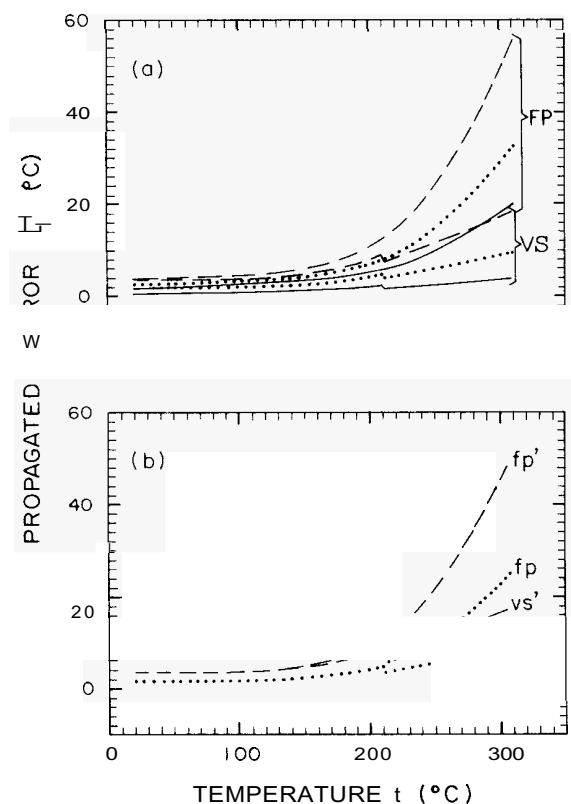 60
(a)
40
FP
20
VS
0
PROPAGATED
(°C)
ROR
W
60
(b)
fp'
40
fp
20
vs'
0
0 100 200 300
TEMPERATURE t (°C)